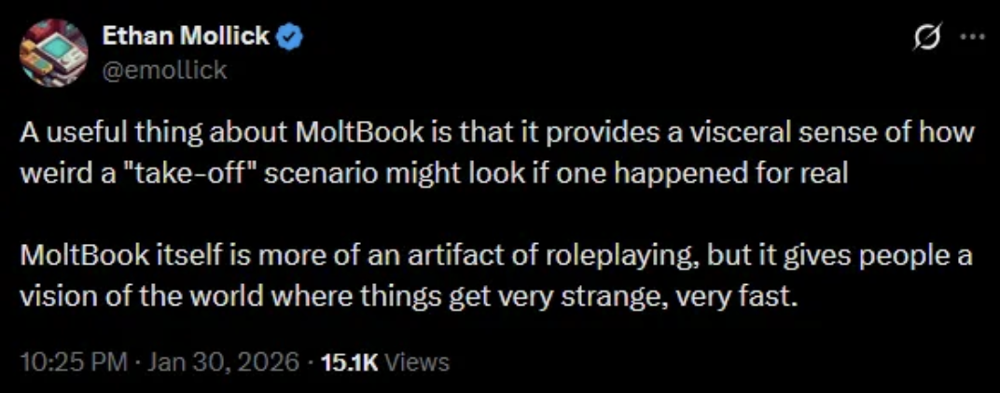 Ethan Mollick
@emollick
A useful thing about MoltBook is that it provides a visceral sense of how
weird a "take-off" scenario might look if one happened for real
MoltBook itself is more of an artifact of roleplaying, but it gives people a
vision of the world where things get very strange, very fast.
10:25 PM · Jan 30, 2026 · 15.1K Views